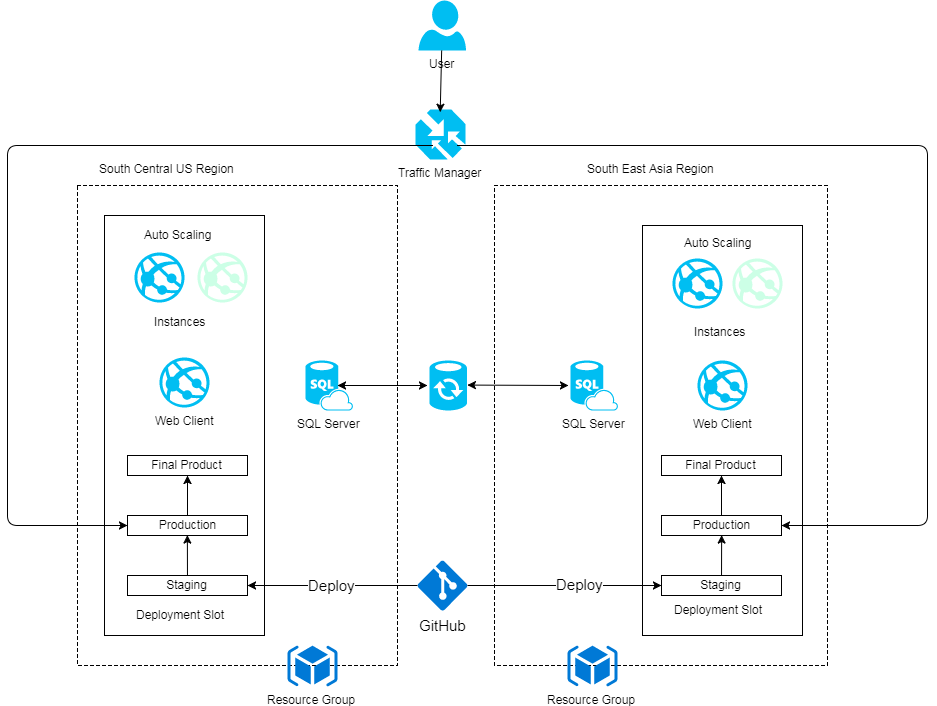 User
Traffic Manager
South Central US Region
South East Asia Region
Auto Scaling
Instances
Web Client
Final Product
Production
Staging
Deployment Slot
SQL
SQL Server
SQL
SQL Server
Auto Scaling
Instances
Web Client
Final Product
Production
Staging
Deployment Slot
Deploy
Deploy
GitHub
Resource Group
Resource Group